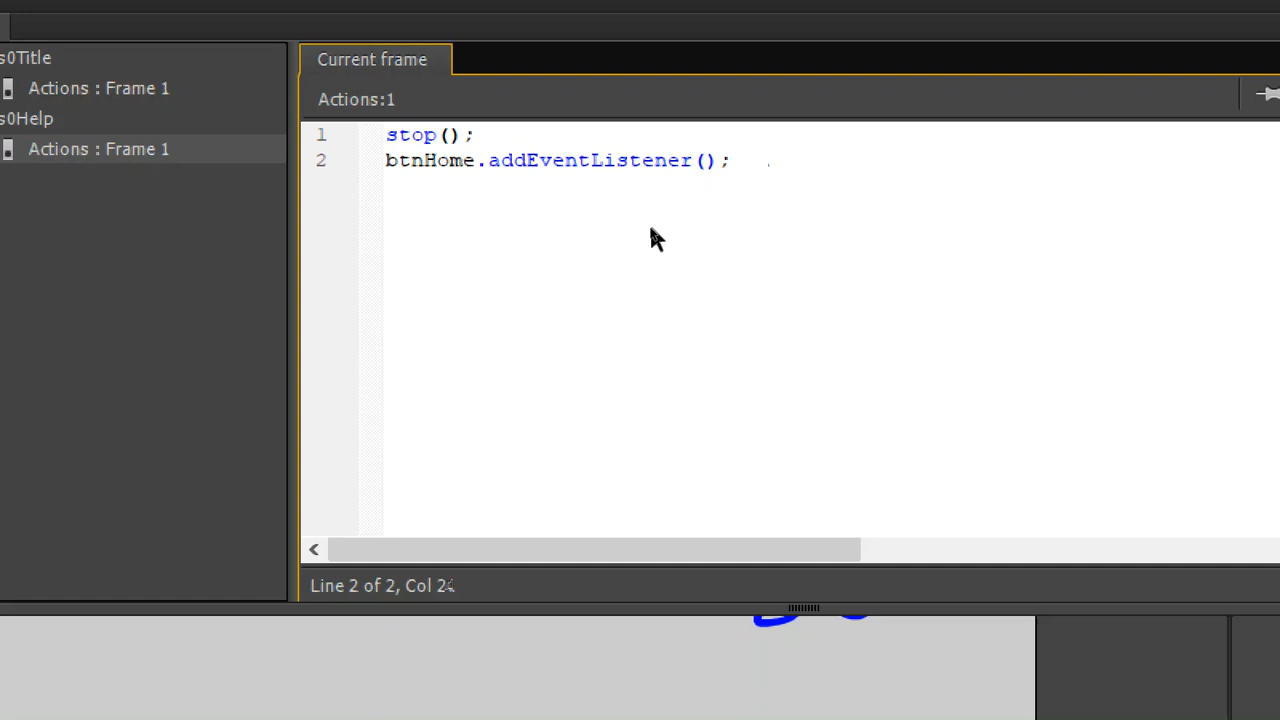 s0Title
Actions : Frame 1
s0Help
Actions : Frame 1
Current frame
Actions:1
1 stop();
2 btnHome.addEventListener();
Line 2 of 2, Col